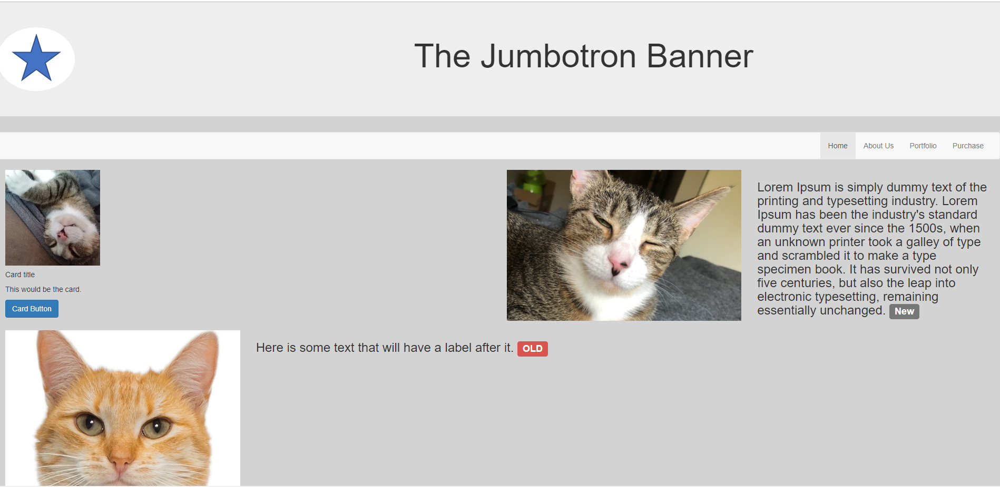 The Jumbotron Banner
Home About Us Portfolio Purchase
Card title
This would be the card.
Card Button
Lorem Ipsum is simply dummy text of the
printing and typesetting industry. Lorem
Ipsum has been the industry's standard
dummy text ever since the 1500s, when
an unknown printer took a galley of type
and scrambled it to make a type
specimen book. It has survived not only
five centuries, but also the leap into
electronic typesetting, remaining
essentially unchanged. New
Here is some text that will have a label after it. OLD